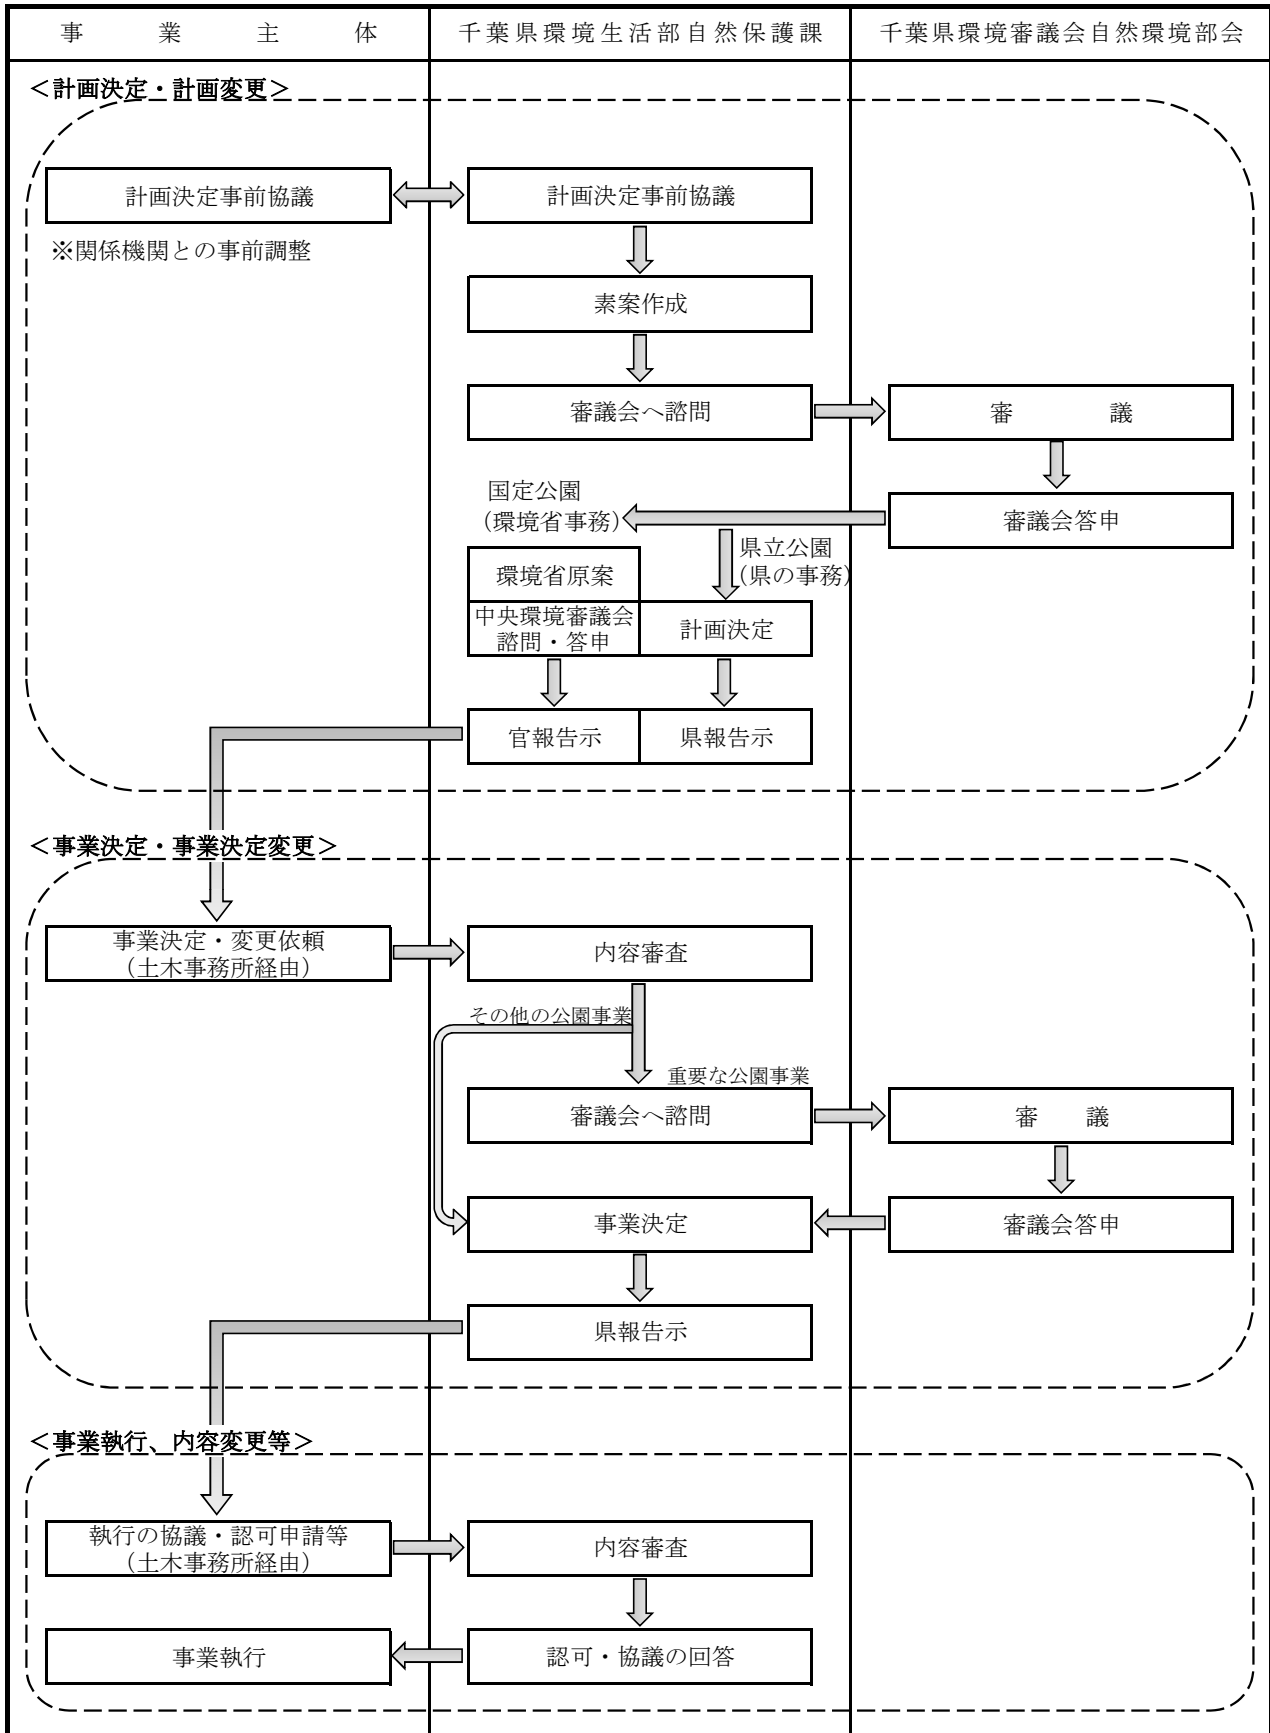 事業主体
千葉県環境生活部自然保護課
千葉県環境審議会自然環境部会
＜計画決定・計画変更＞
計画決定事前協議
計画決定事前協議
※関係機関との事前調整
素案作成
審議会へ諮問
審議
国定公園
（環境省事務）
審議会答申
県立公園
（県の事務）
環境省原案
中央環境審議会
諮問・答申
計画決定
官報告示
県報告示
＜事業決定・事業決定変更＞
事業決定・変更依頼
（土木事務所経由）
内容審査
その他の公園事業
重要な公園事業
審議会へ諮問
審議
事業決定
審議会答申
県報告示
＜事業執行、内容変更等＞
執行の協議・認可申請等
（土木事務所経由）
内容審査
事業執行
認可・協議の回答